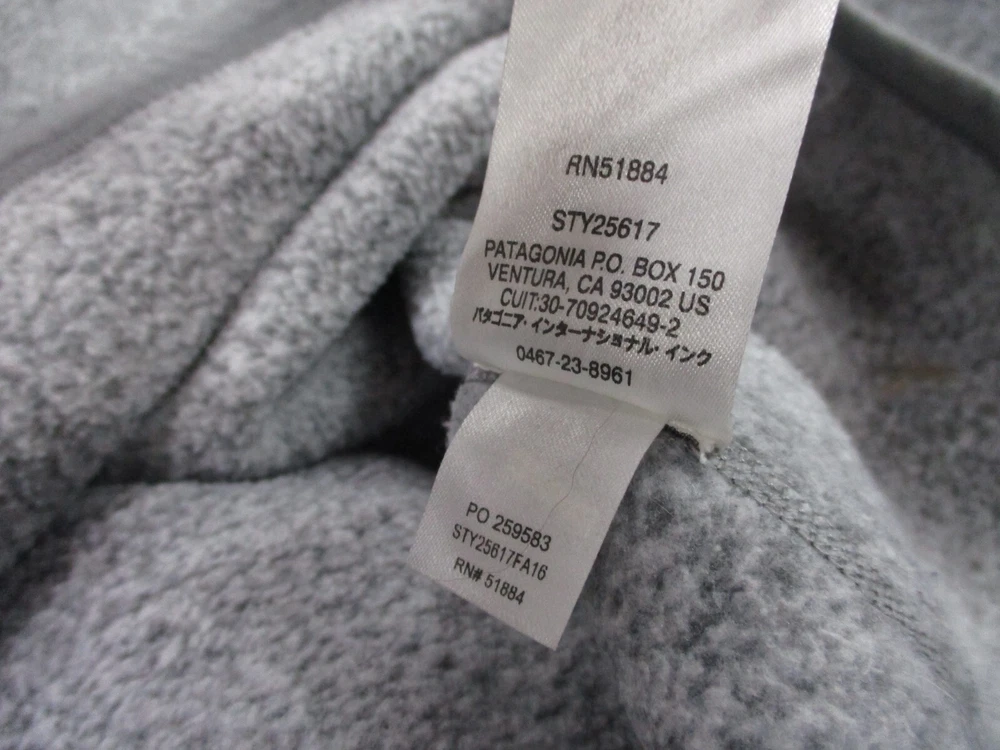 RN51884
STY25617
PATAGONIA P.O. BOX 150
VENTURA, CA 93002 US
CUIT:30-70924649-2
パタゴニア・インターナショナル・インク
0467-23-8961
PO 259583
STY25617FA16
RN# 51884